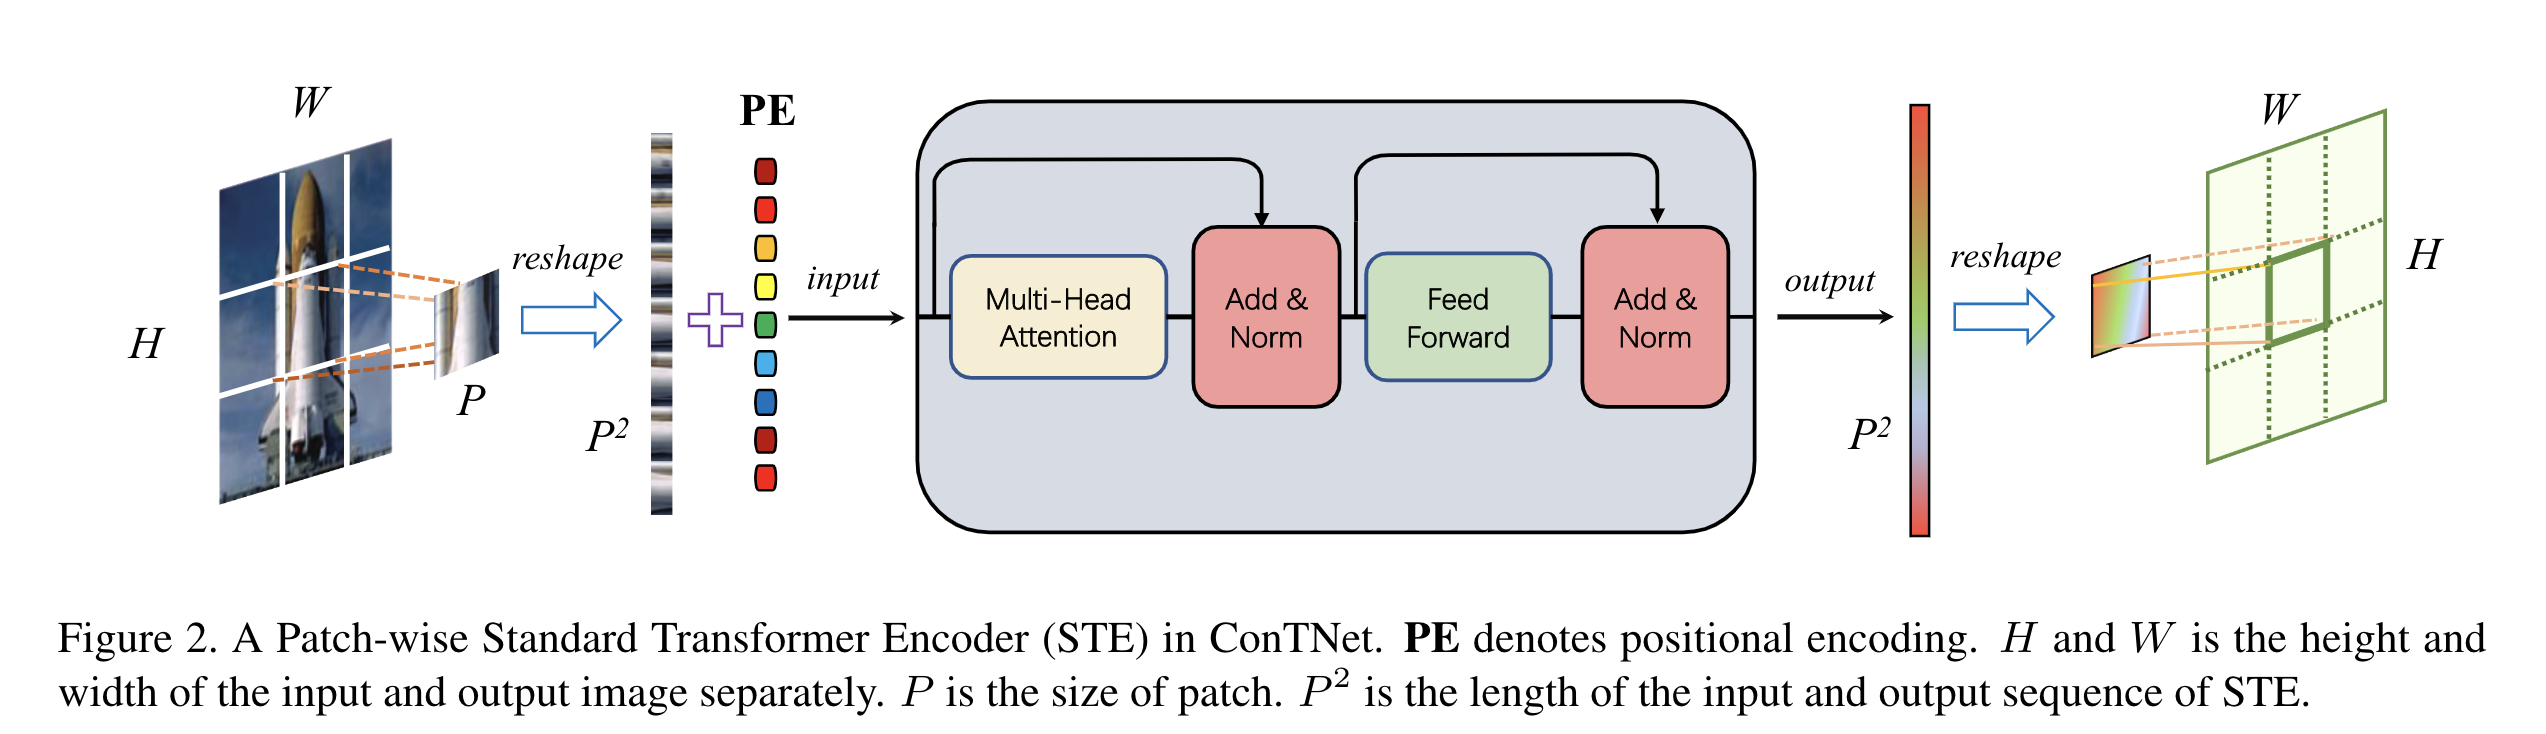 W
H
P
reshape
P²
PE
input
Multi-Head
Attention
Add &
Norm
Feed
Forward
Add &
Norm
output
P²
reshape
W
H
Figure 2. A Patch-wise Standard Transformer Encoder (STE) in ConTNet. PE denotes positional encoding. H and W is the height and
width of the input and output image separately. P is the size of patch. P² is the length of the input and output sequence of STE.